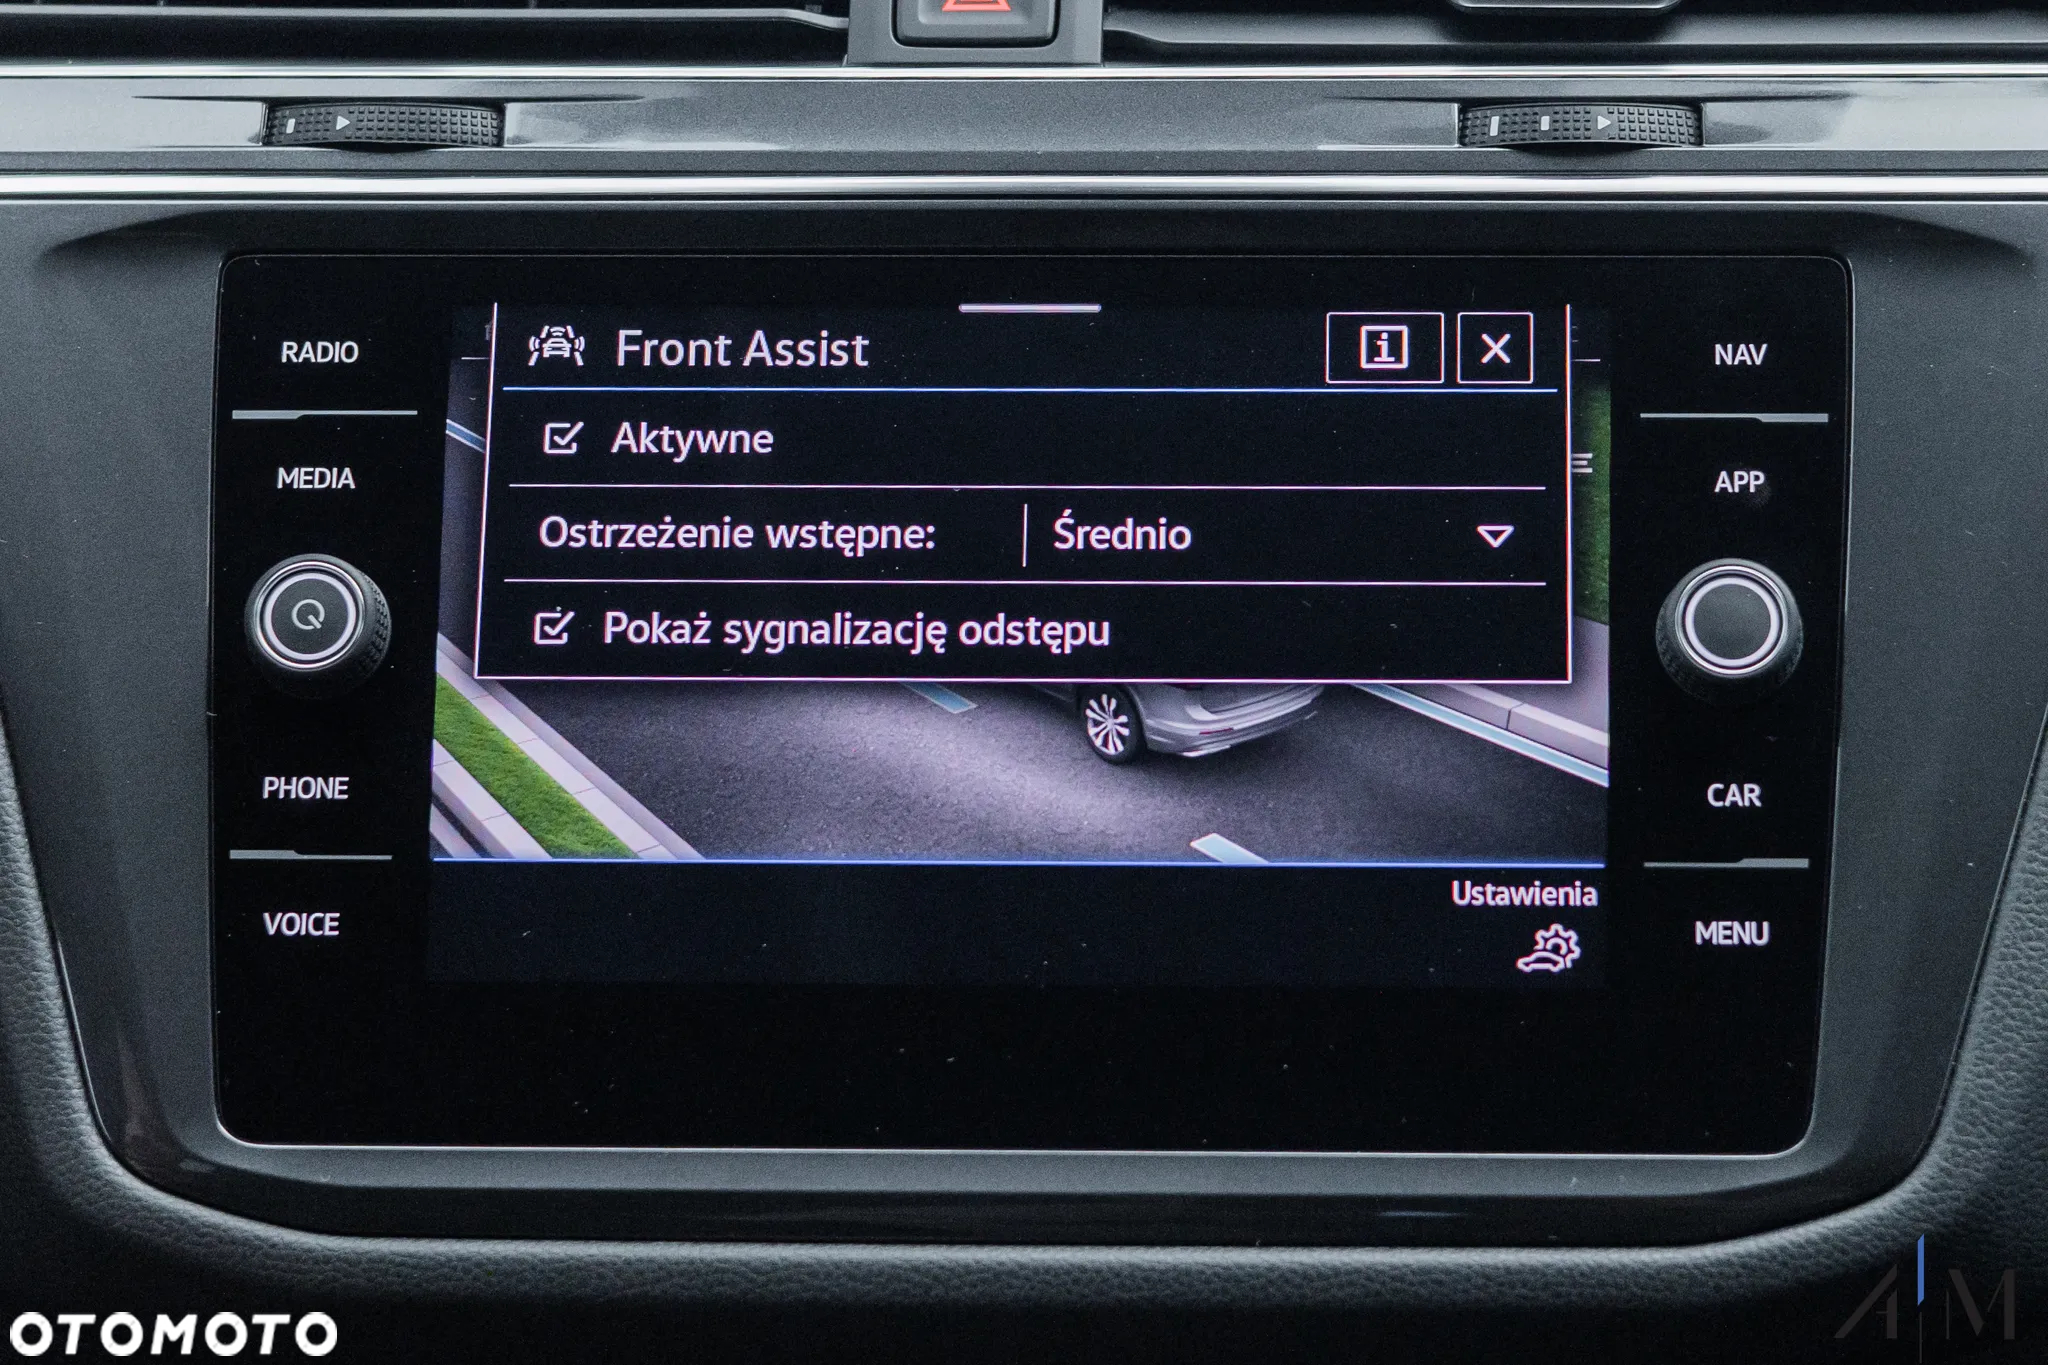 RADIO
MEDIA
PHONE
VOICE
Front Assist
Aktywne
Ostrzeżenie wstępne: Średnio
Pokaż sygnalizację odstępu
Ustawienia
NAV
APP
CAR
MENU
OTOMOTO
AM